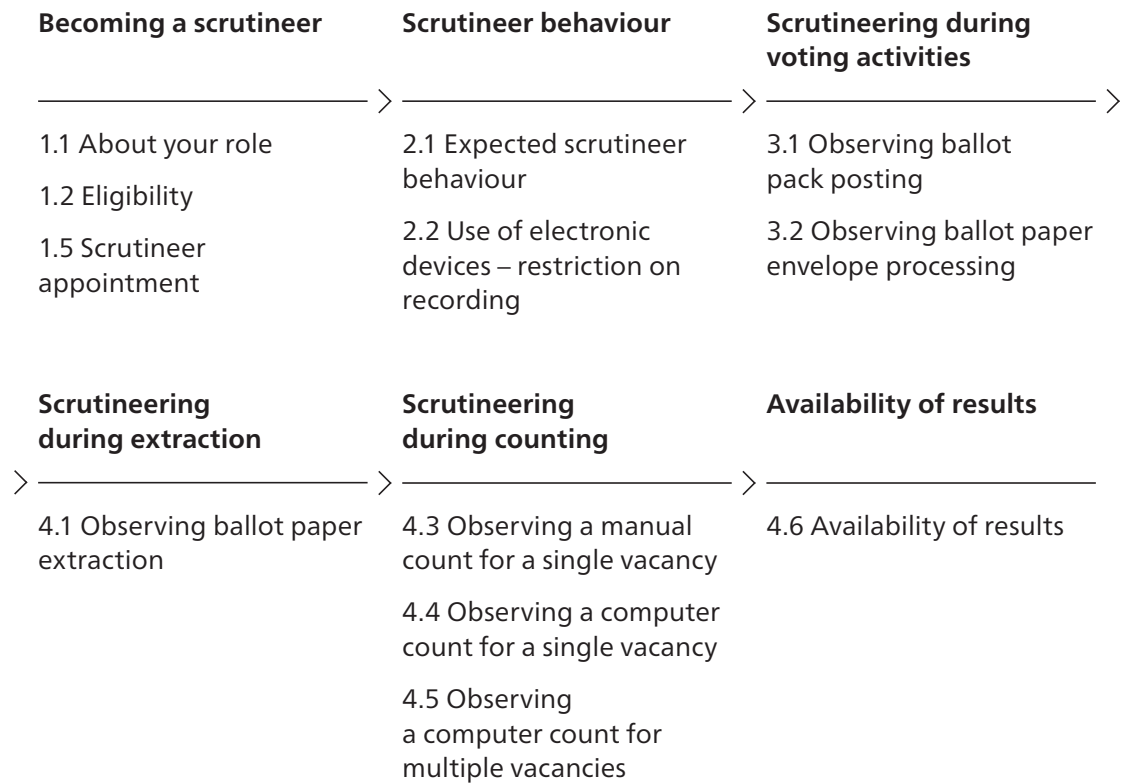 Becoming a scrutineer
1.1 About your role
1.2 Eligibility
1.5 Scrutineer
appointment
Scrutineer behaviour
2.1 Expected scrutineer
behaviour
2.2 Use of electronic
devices – restriction on
recording
Scrutineering during
voting activities
3.1 Observing ballot
pack posting
3.2 Observing ballot paper
envelope processing
Scrutineering
during extraction
4.1 Observing ballot paper
extraction
Scrutineering
during counting
4.3 Observing a manual
count for a single vacancy
4.4 Observing a computer
count for a single vacancy
4.5 Observing
a computer count for
multiple vacancies
Availability of results
4.6 Availability of results